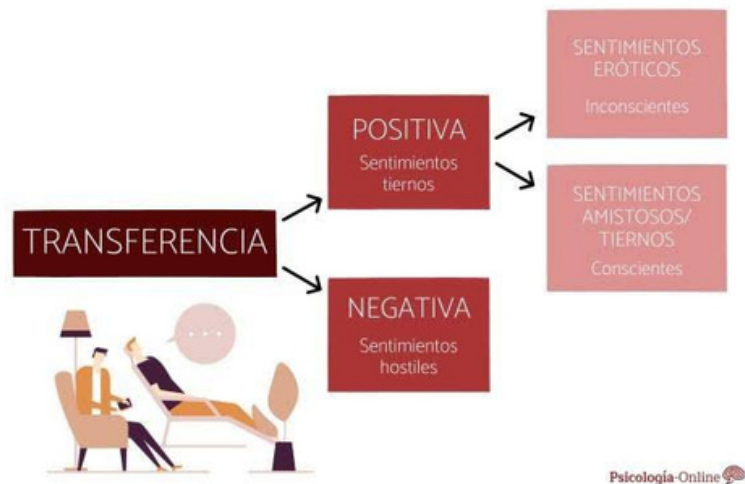 TRANSFERENCIA
POSITIVA
Sentimientos
tiernos
NEGATIVA
Sentimientos
hostiles
SENTIMIENTOS
ERÓTICOS
Inconscientes
SENTIMIENTOS
AMISTOSOS/
TIERNOS
Conscientes
Psicología-Online